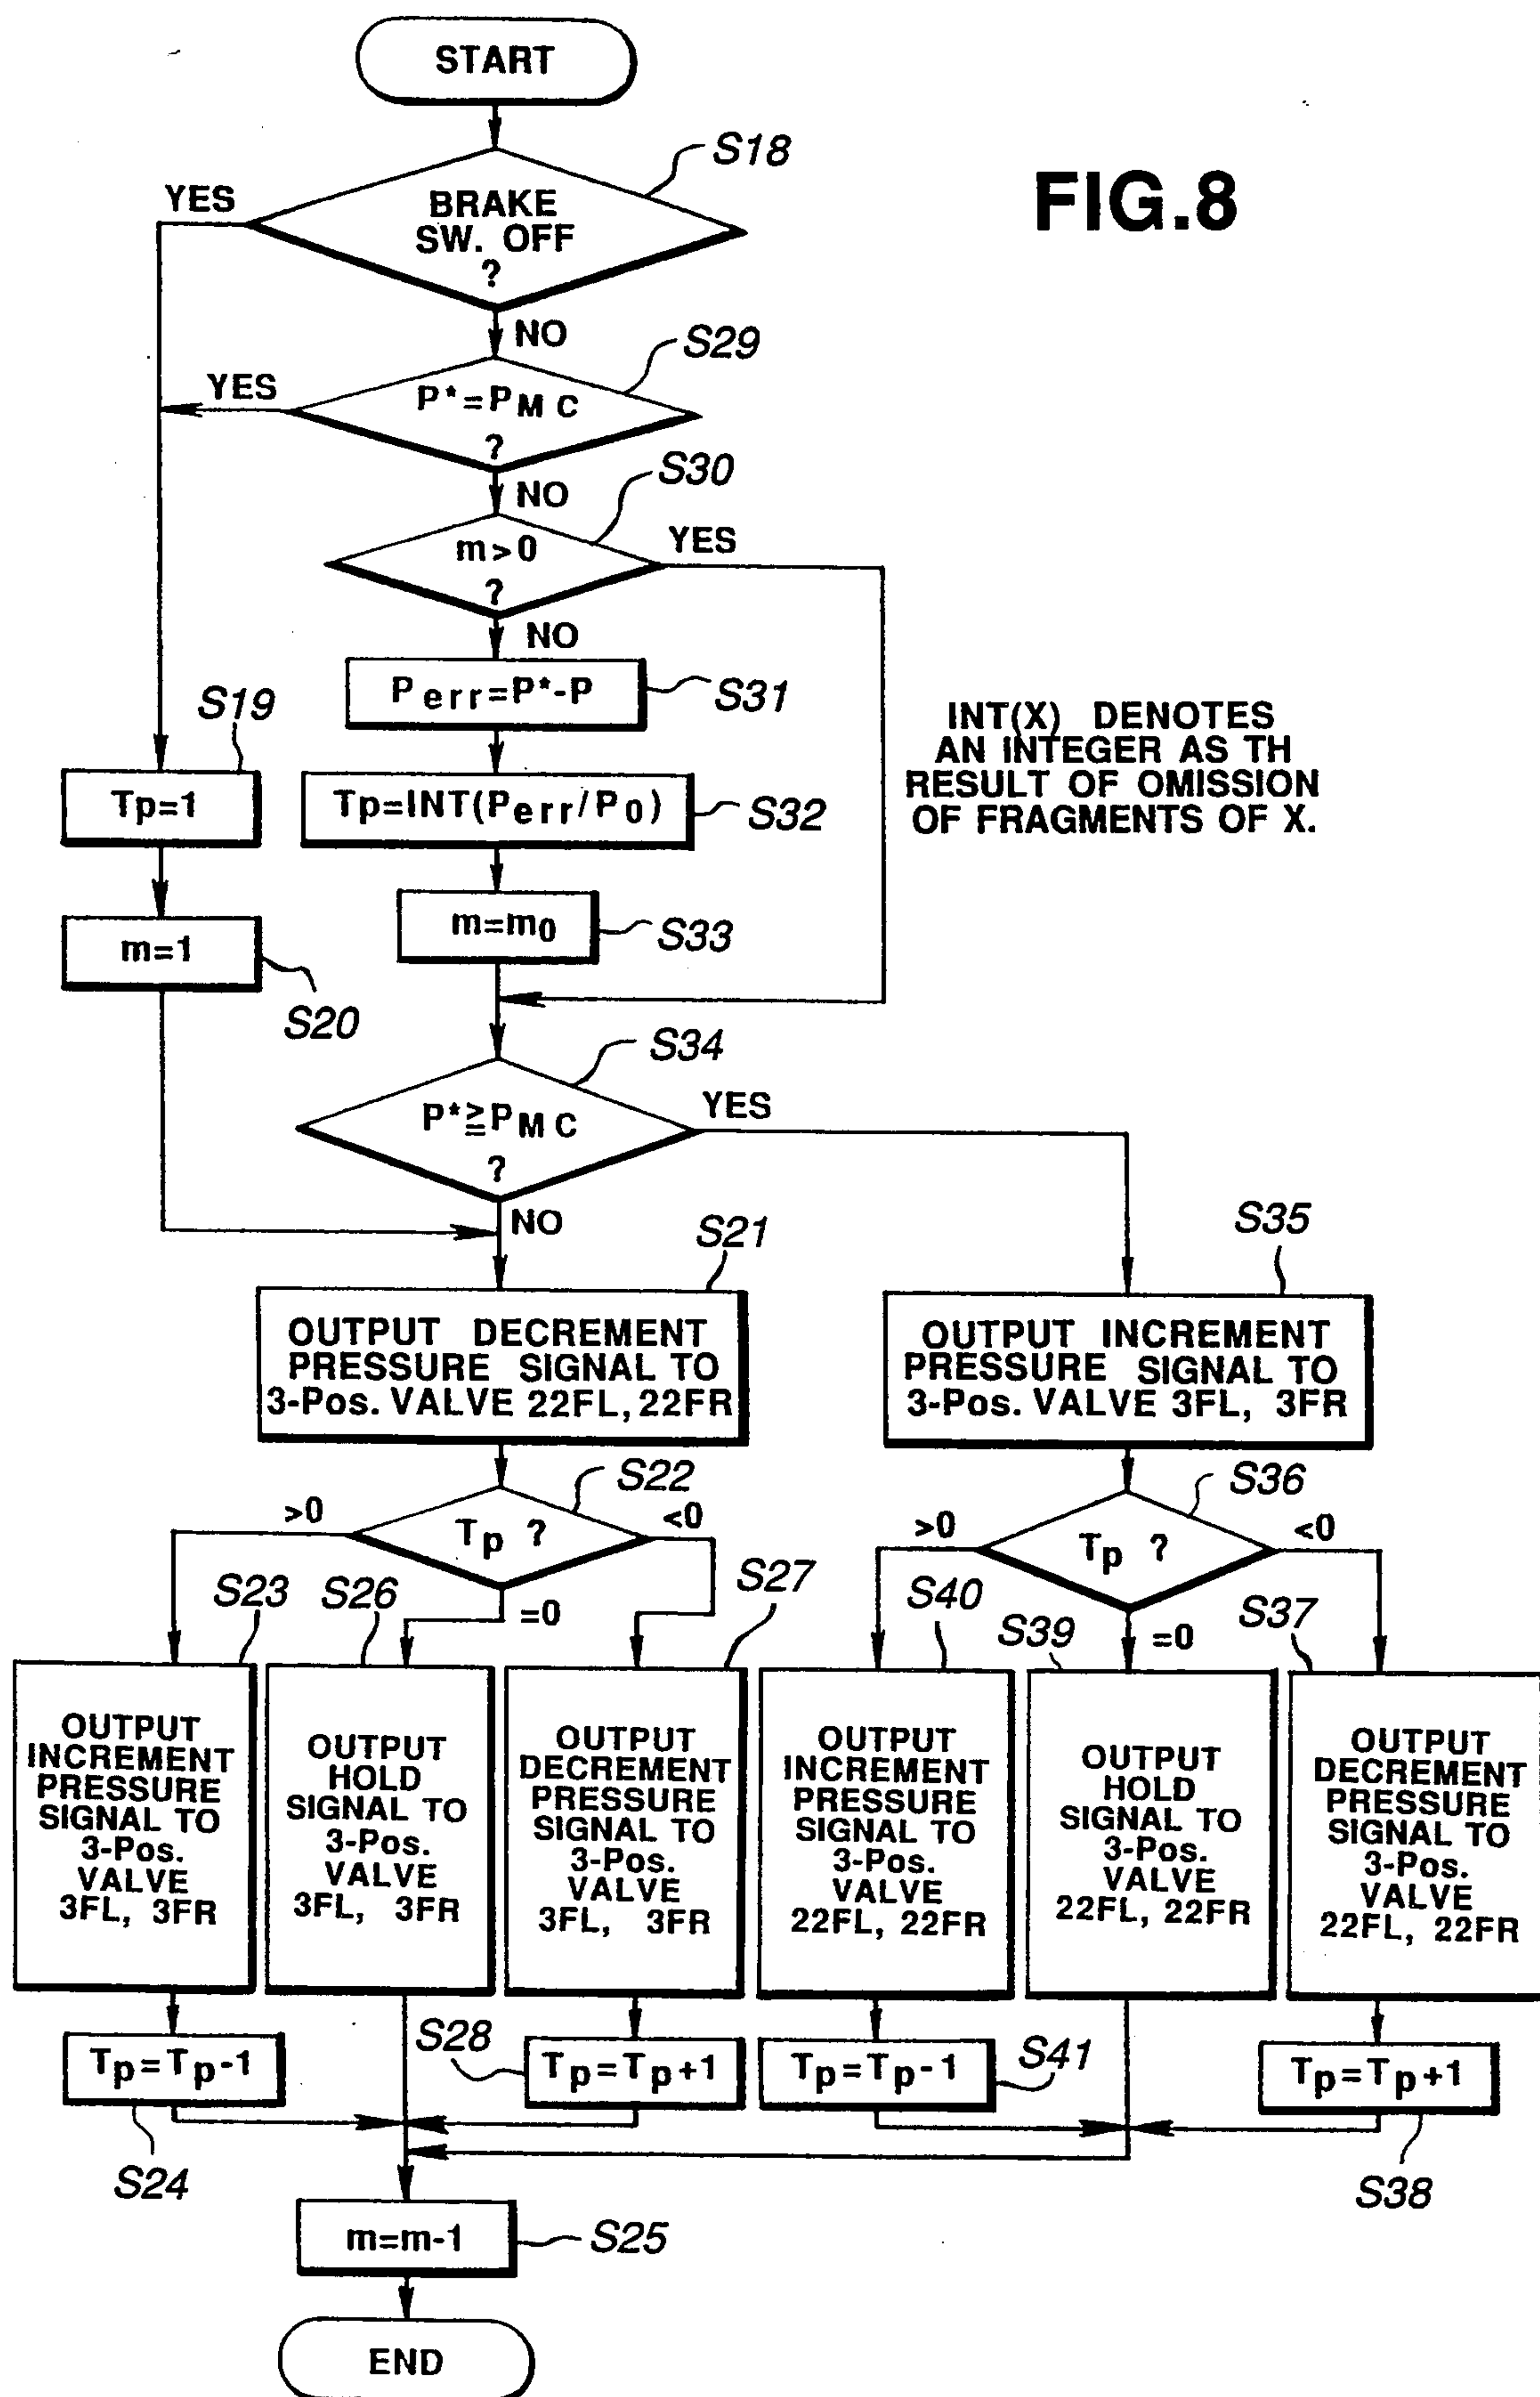 START
S18
FIG.8
YES
BRAKE
SW. OFF
?
NO
S29
YES
P*=PMC
?
NO
S30
m>0
YES
?
NO
Perr=P*-P
S31
S19
INT(X) DENOTES
AN INTEGER AS TH
RESULT OF OMISSION
OF FRAGMENTS OF X.
Tp=1
Tp=INT(Perr/P0)
S32
m=1
m=m0
S33
S20
S34
P*≧PMC
YES
?
NO
S21
S35
OUTPUT DECREMENT
PRESSURE SIGNAL TO
3-Pos. VALVE 22FL, 22FR
OUTPUT INCREMENT
PRESSURE SIGNAL TO
3-Pos. VALVE 3FL, 3FR
S22
S36
>0
Tp ?
<0
=0
>0
Tp ?
<0
=0
S23
S26
S27
S40
S39
S37
OUTPUT
INCREMENT
PRESSURE
SIGNAL TO
3-Pos.
VALVE
3FL, 3FR
OUTPUT
HOLD
SIGNAL TO
3-Pos.
VALVE
3FL, 3FR
OUTPUT
DECREMENT
PRESSURE
SIGNAL TO
3-Pos.
VALVE
3FL, 3FR
OUTPUT
INCREMENT
PRESSURE
SIGNAL TO
3-Pos.
VALVE
22FL, 22FR
OUTPUT
HOLD
SIGNAL TO
3-Pos.
VALVE
22FL, 22FR
OUTPUT
DECREMENT
PRESSURE
SIGNAL TO
3-Pos.
VALVE
22FL, 22FR
Tp=Tp-1
S28
Tp=Tp+1
Tp=Tp-1
S41
Tp=Tp+1
S24
S38
m=m-1
S25
END